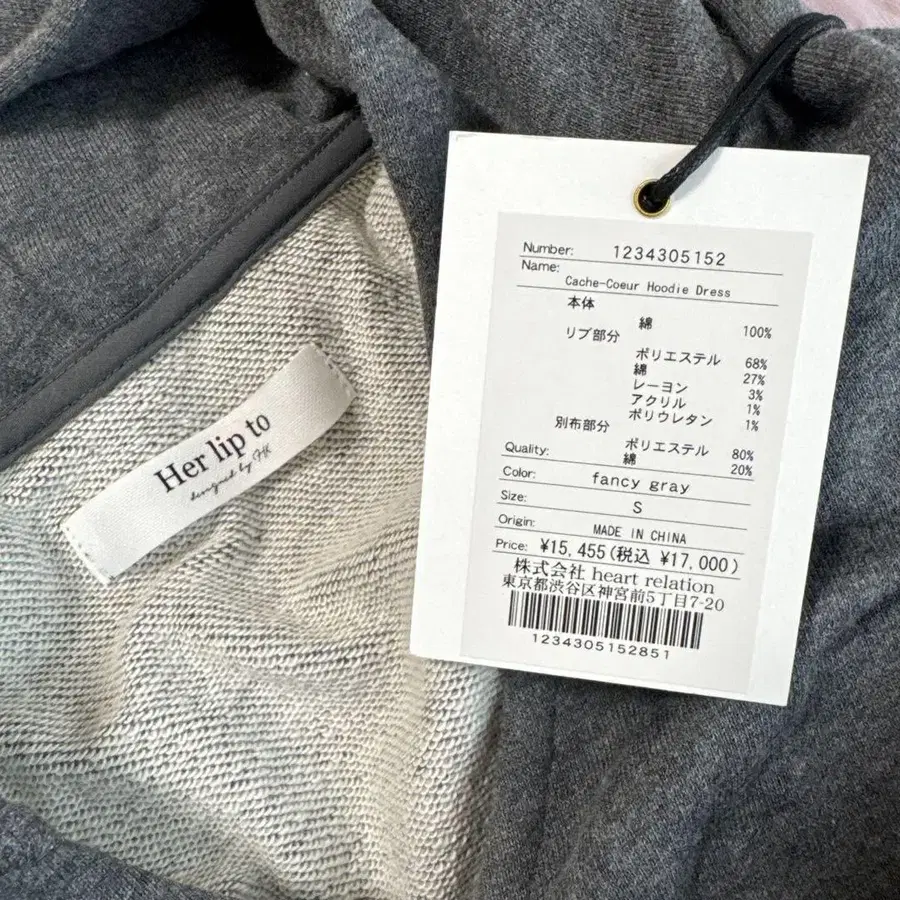 Her lip to
designed by HK
Number: 1234305152
Name:
Cache-Coeur Hoodie Dress
本体
綿 100%
リブ部分
ポリエステル 68%
綿 27%
レーヨン 3%
アクリル 1%
ポリウレタン 1%
別布部分
ポリエステル 80%
Quality: 綿 20%
Color: fancy gray
Size: S
Origin: MADE IN CHINA
Price: ¥15,455(税込 ¥17,000)
株式会社 heart relation
東京都渋谷区神宮前5丁目7-20
1234305152851